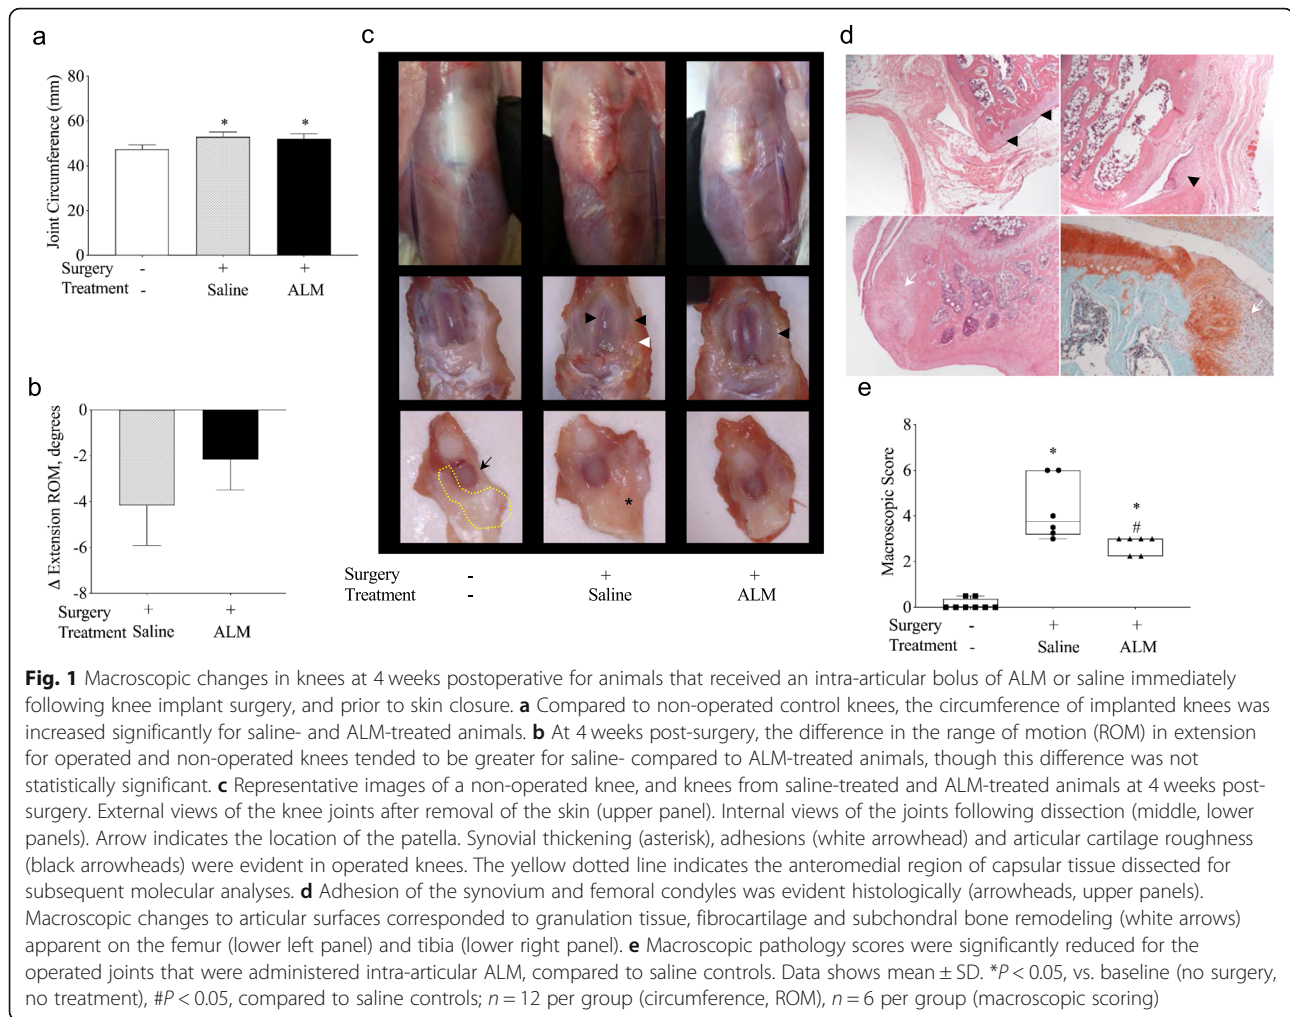 a
80
60
40
20
0
Joint Circumference (mm)
* *
Surgery - + +
Treatment - Saline ALM
b
0
-2
-4
-6
-8
Δ Extension ROM, degrees
Surgery + +
Treatment Saline ALM
c
*
Surgery - + +
Treatment - Saline ALM
d
e
8
6
4
2
0
Macroscopic Score
*
*
#
Surgery - + +
Treatment - Saline ALM
Fig. 1 Macroscopic changes in knees at 4 weeks postoperative for animals that received an intra-articular bolus of ALM or saline immediately
following knee implant surgery, and prior to skin closure. a Compared to non-operated control knees, the circumference of implanted knees was
increased significantly for saline- and ALM-treated animals. b At 4 weeks post-surgery, the difference in the range of motion (ROM) in extension
for operated and non-operated knees tended to be greater for saline- compared to ALM-treated animals, though this difference was not
statistically significant. c Representative images of a non-operated knee, and knees from saline-treated and ALM-treated animals at 4 weeks post-
surgery. External views of the knee joints after removal of the skin (upper panel). Internal views of the joints following dissection (middle, lower
panels). Arrow indicates the location of the patella. Synovial thickening (asterisk), adhesions (white arrowhead) and articular cartilage roughness
(black arrowheads) were evident in operated knees. The yellow dotted line indicates the anteromedial region of capsular tissue dissected for
subsequent molecular analyses. d Adhesion of the synovium and femoral condyles was evident histologically (arrowheads, upper panels).
Macroscopic changes to articular surfaces corresponded to granulation tissue, fibrocartilage and subchondral bone remodeling (white arrows)
apparent on the femur (lower left panel) and tibia (lower right panel). e Macroscopic pathology scores were significantly reduced for the
operated joints that were administered intra-articular ALM, compared to saline controls. Data shows mean ± SD. *P < 0.05, vs. baseline (no surgery,
no treatment), #P < 0.05, compared to saline controls; n = 12 per group (circumference, ROM), n = 6 per group (macroscopic scoring)